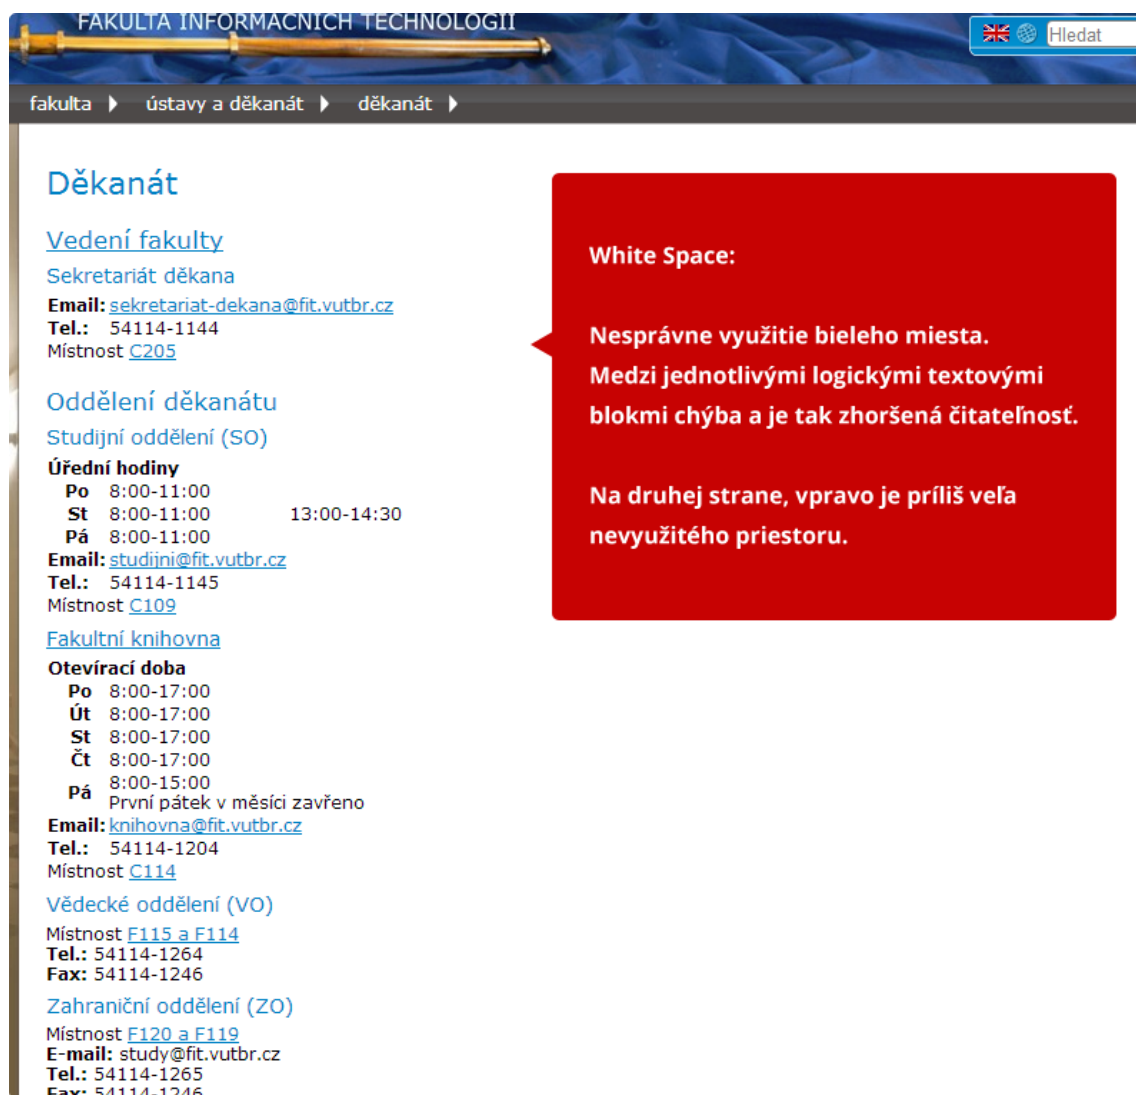 FAKULTA INFORMAČNÍCH TECHNOLOGIÍ
Hledat
fakulta ústavy a děkanát děkanát
Děkanát
Vedení fakulty
Sekretariát děkana
Email: sekretariat-dekana@fit.vutbr.cz
Tel.: 54114-1144
Místnost C205
Oddělení děkanátu
Studijní oddělení (SO)
Úřední hodiny
Po 8:00-11:00
St 8:00-11:00 13:00-14:30
Pá 8:00-11:00
Email: studijni@fit.vutbr.cz
Tel.: 54114-1145
Místnost C109
Fakultní knihovna
Otevírací doba
Po 8:00-17:00
Út 8:00-17:00
St 8:00-17:00
Čt 8:00-17:00
Pá 8:00-15:00
První pátek v měsíci zavřeno
Email: knihovna@fit.vutbr.cz
Tel.: 54114-1204
Místnost C114
Vědecké oddělení (VO)
Místnost F115 a F114
Tel.: 54114-1264
Fax: 54114-1246
Zahraniční oddělení (ZO)
Místnost F120 a F119
E-mail: study@fit.vutbr.cz
Tel.: 54114-1265
Fax: 54114-1246
White Space:
Nesprávne využitie bieleho miesta.
Medzi jednotlivými logickými textovými
blokmi chýba a je tak zhoršená čitateľnosť.
Na druhej strane, vpravo je príliš veľa
nevyužitého priestoru.